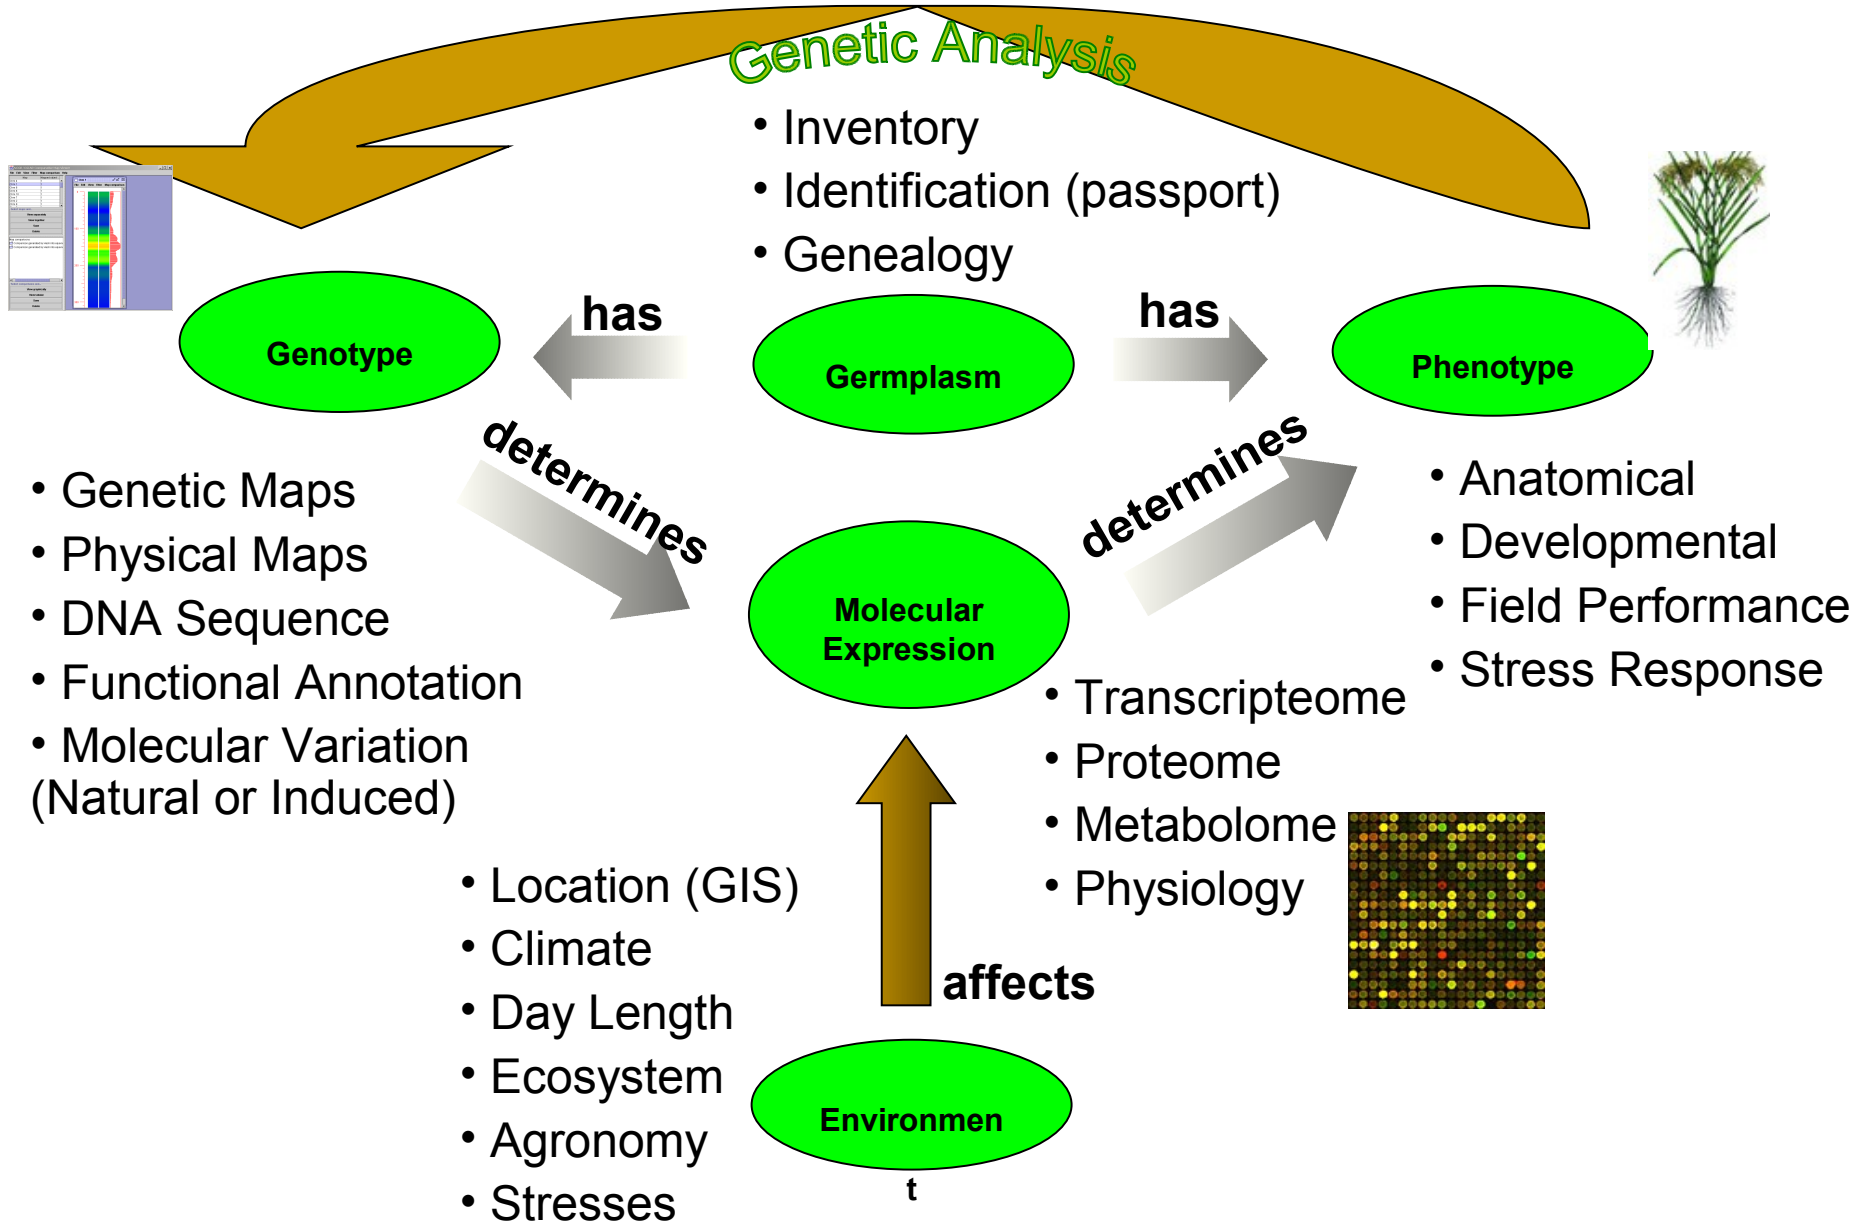 Genetic Analysis
• Inventory
• Identification (passport)
• Genealogy
has
has
Genotype
Germplasm
Phenotype
determines
determines
• Genetic Maps
• Physical Maps
• DNA Sequence
• Functional Annotation
• Molecular Variation
(Natural or Induced)
Molecular
Expression
• Anatomical
• Developmental
• Field Performance
• Stress Response
• Transcripteome
• Proteome
• Metabolome
• Physiology
• Location (GIS)
• Climate
• Day Length
• Ecosystem
• Agronomy
• Stresses
affects
Environmen
t